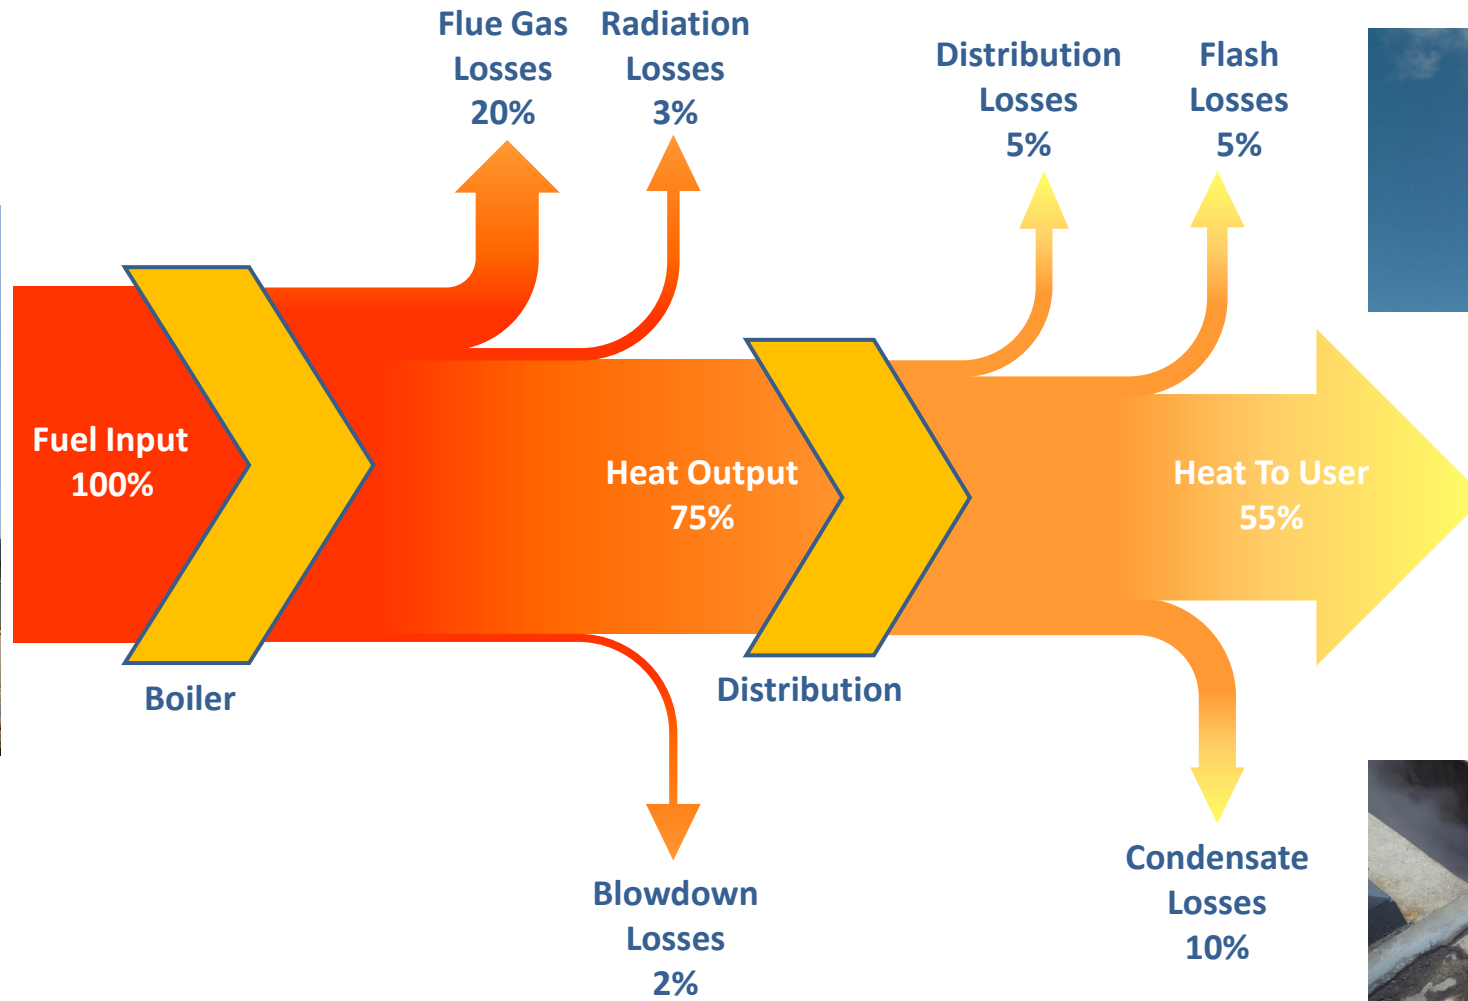 Flue Gas
Losses
20%
Radiation
Losses
3%
Distribution
Losses
5%
Flash
Losses
5%
Fuel Input
100%
Heat Output
75%
Heat To User
55%
Boiler
Distribution
Blowdown
Losses
2%
Condensate
Losses
10%